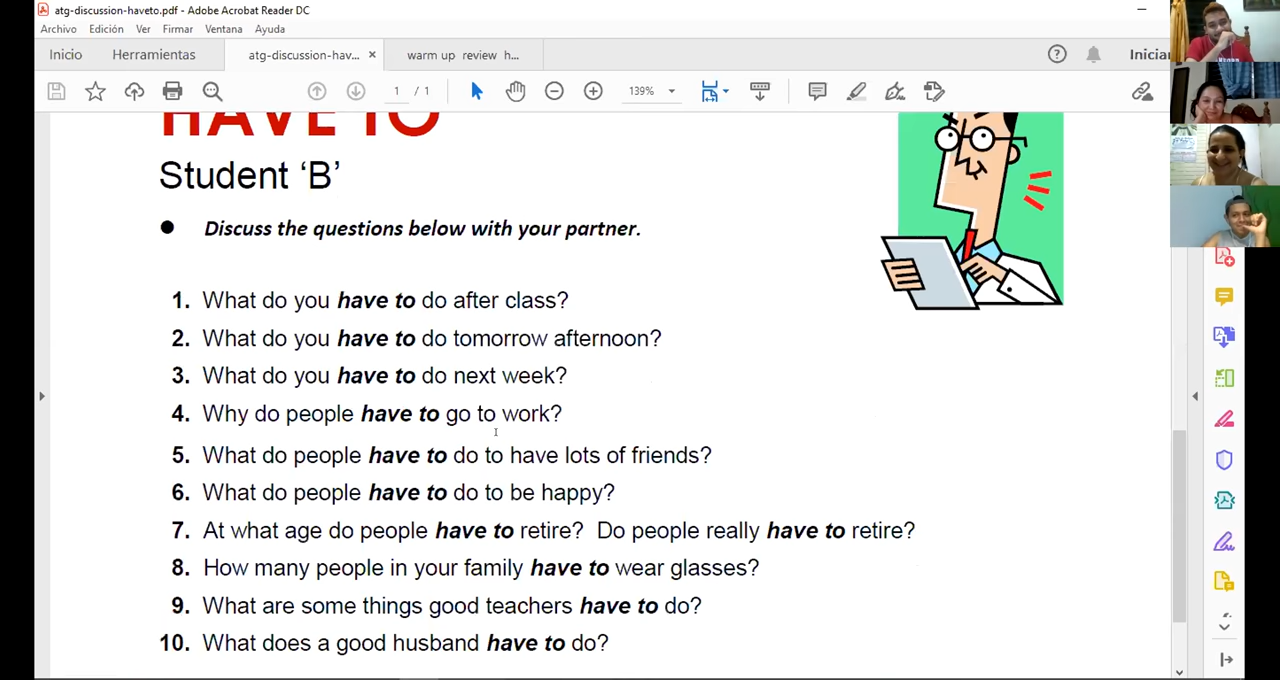 atg-discussion-haveto.pdf - Adobe Acrobat Reader DC
Archivo Edición Ver Firmar Ventana Ayuda
Inicio Herramientas atg-discussion-hav... × warm up review h... Iniciar
1 / 1 139%
HAVE TO
Student ‘B’
● Discuss the questions below with your partner.
1. What do you have to do after class?
2. What do you have to do tomorrow afternoon?
3. What do you have to do next week?
4. Why do people have to go to work?
5. What do people have to do to have lots of friends?
6. What do people have to do to be happy?
7. At what age do people have to retire? Do people really have to retire?
8. How many people in your family have to wear glasses?
9. What are some things good teachers have to do?
10. What does a good husband have to do?